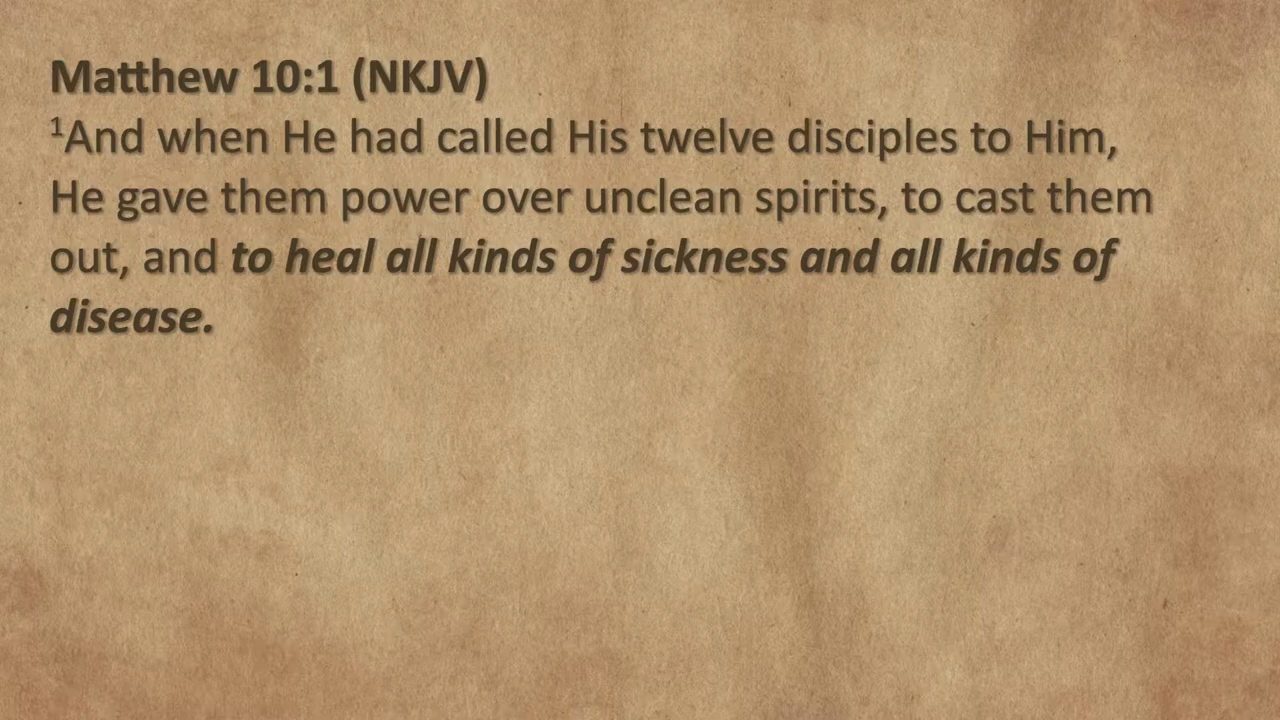 Matthew 10:1 (NKJV)
¹And when He had called His twelve disciples to Him,
He gave them power over unclean spirits, to cast them
out, and to heal all kinds of sickness and all kinds of
disease.